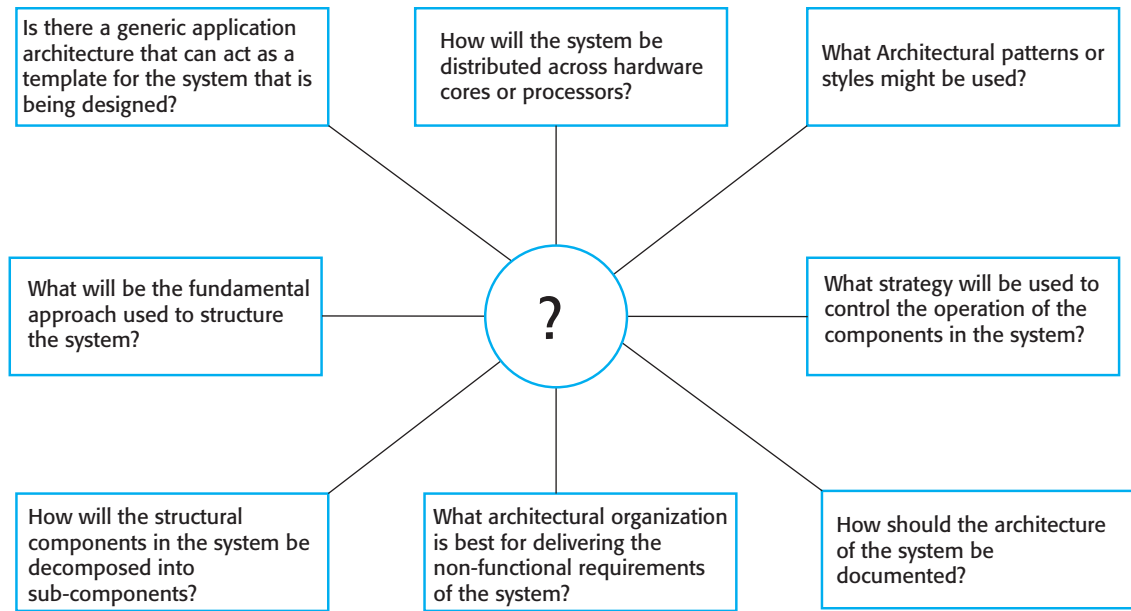 Is there a generic application
architecture that can act as a
template for the system that is
being designed?
How will the system be
distributed across hardware
cores or processors?
What Architectural patterns or
styles might be used?
What will be the fundamental
approach used to structure
the system?
?
What strategy will be used to
control the operation of the
components in the system?
How will the structural
components in the system be
decomposed into
sub-components?
What architectural organization
is best for delivering the
non-functional requirements
of the system?
How should the architecture
of the system be
documented?